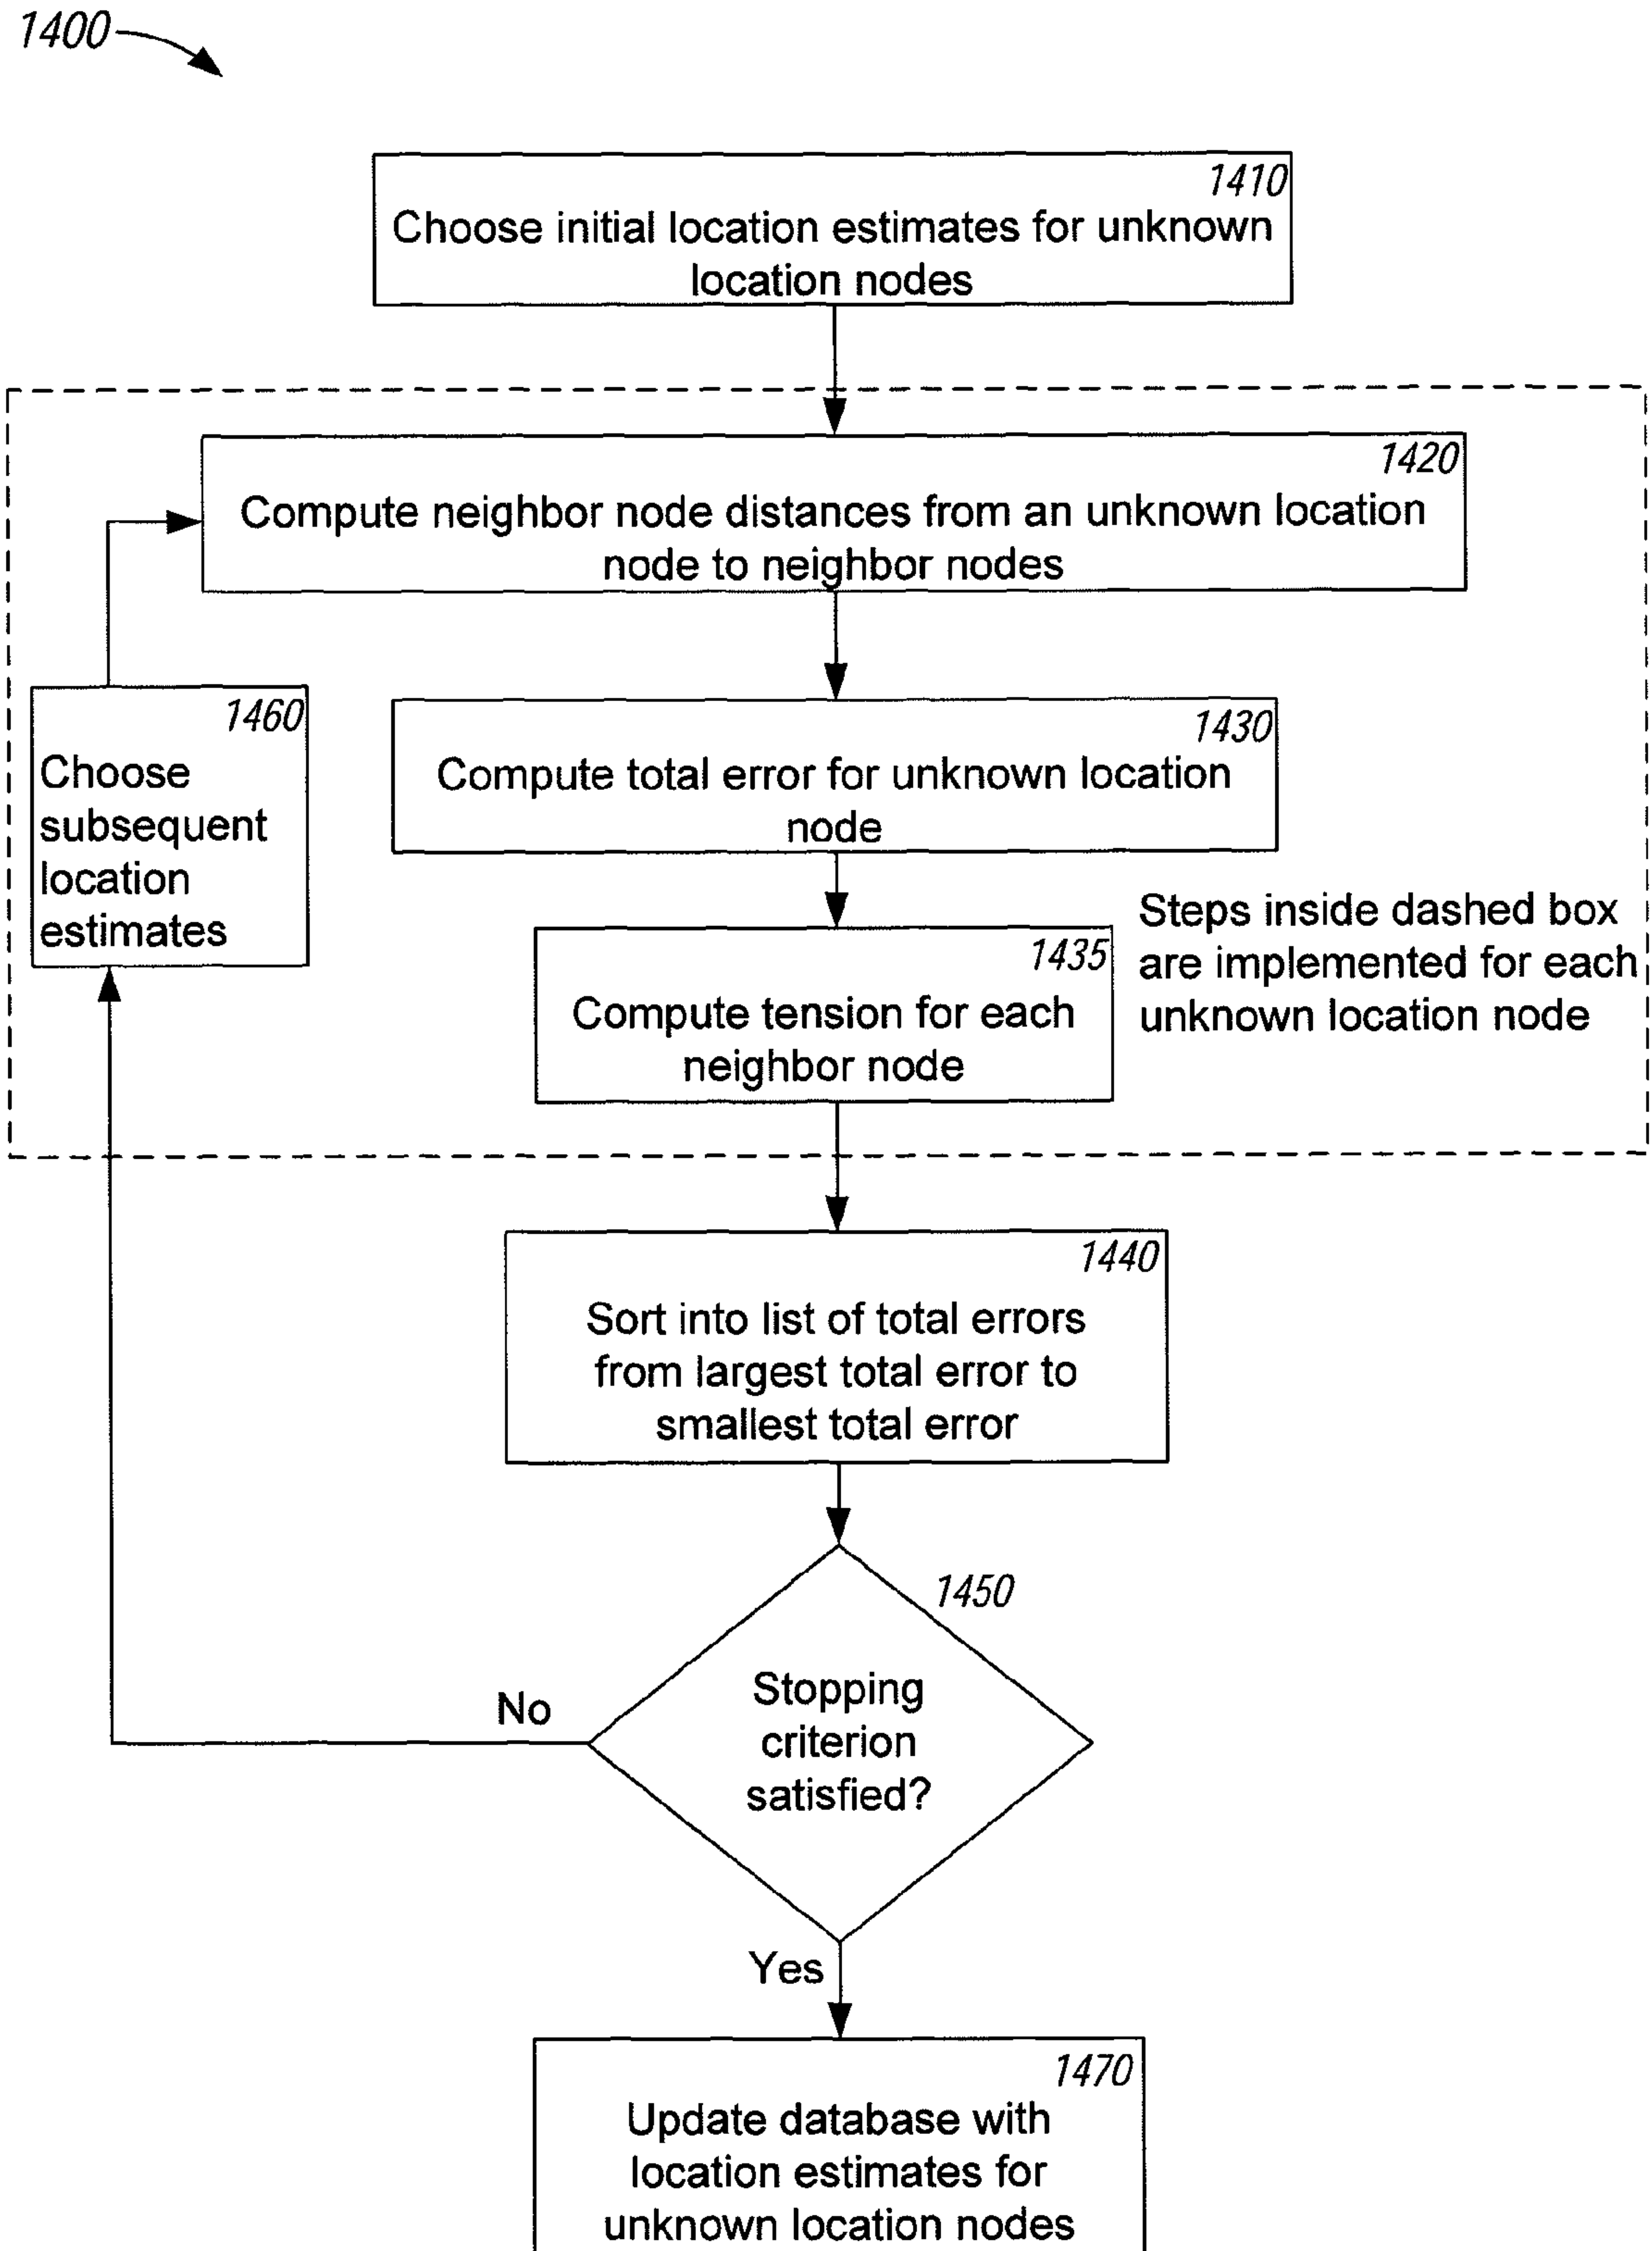 1400
1410
Choose initial location estimates for unknown
location nodes
1420
Compute neighbor node distances from an unknown location
node to neighbor nodes
1460
Choose
subsequent
location
estimates
1430
Compute total error for unknown location
node
1435
Compute tension for each
neighbor node
Steps inside dashed box
are implemented for each
unknown location node
1440
Sort into list of total errors
from largest total error to
smallest total error
1450
Stopping
criterion
satisfied?
No
Yes
1470
Update database with
location estimates for
unknown location nodes